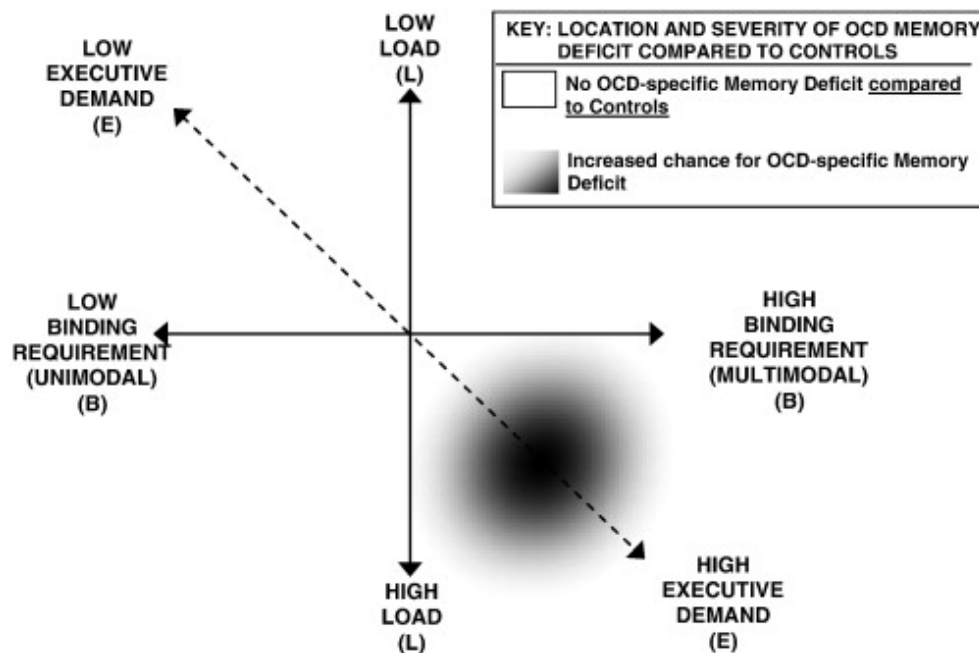 LOW
EXECUTIVE
DEMAND
(E)
LOW
LOAD
(L)
KEY: LOCATION AND SEVERITY OF OCD MEMORY
DEFICIT COMPARED TO CONTROLS
No OCD-specific Memory Deficit compared
to Controls
Increased chance for OCD-specific Memory
Deficit
LOW
BINDING
REQUIREMENT
(UNIMODAL)
(B)
HIGH
BINDING
REQUIREMENT
(MULTIMODAL)
(B)
HIGH
LOAD
(L)
HIGH
EXECUTIVE
DEMAND
(E)